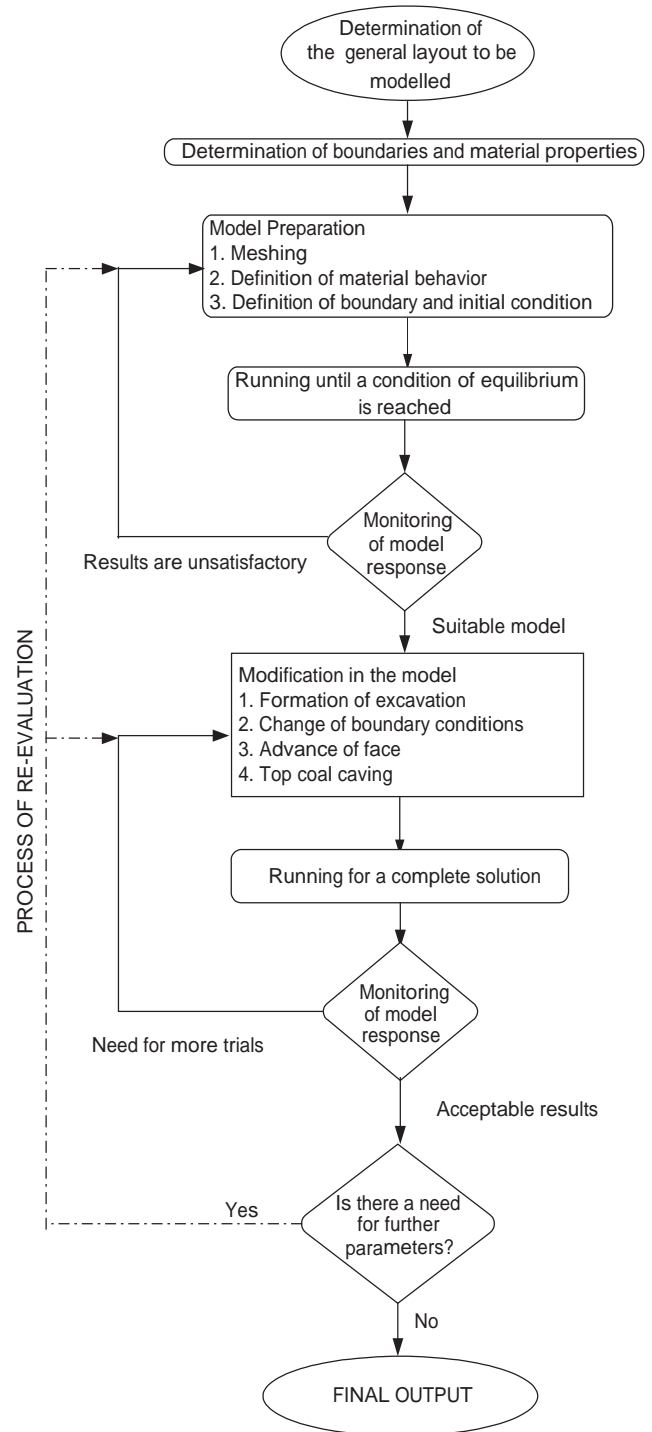 Determination of
the general layout to be
modelled
Determination of boundaries and material properties
Model Preparation
1. Meshing
2. Definition of material behavior
3. Definition of boundary and initial condition
Running until a condition of equilibrium
is reached
Monitoring
of model
response
Results are unsatisfactory
Suitable model
Modification in the model
1. Formation of excavation
2. Change of boundary conditions
3. Advance of face
4. Top coal caving
PROCESS OF RE-EVALUATION
Running for a complete solution
Monitoring
of model
response
Need for more trials
Acceptable results
Is there a need
for further
parameters?
Yes
No
FINAL OUTPUT